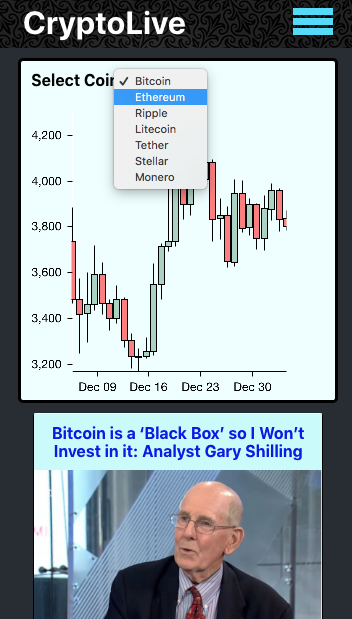 CryptoLive
Select Coin
✓ Bitcoin
Ethereum
Ripple
Litecoin
Tether
Stellar
Monero
4,200
4,000
3,800
3,600
3,400
3,200
Dec 09 Dec 16 Dec 23 Dec 30
Bitcoin is a ‘Black Box’ so I Won’t
Invest in it: Analyst Gary Shilling